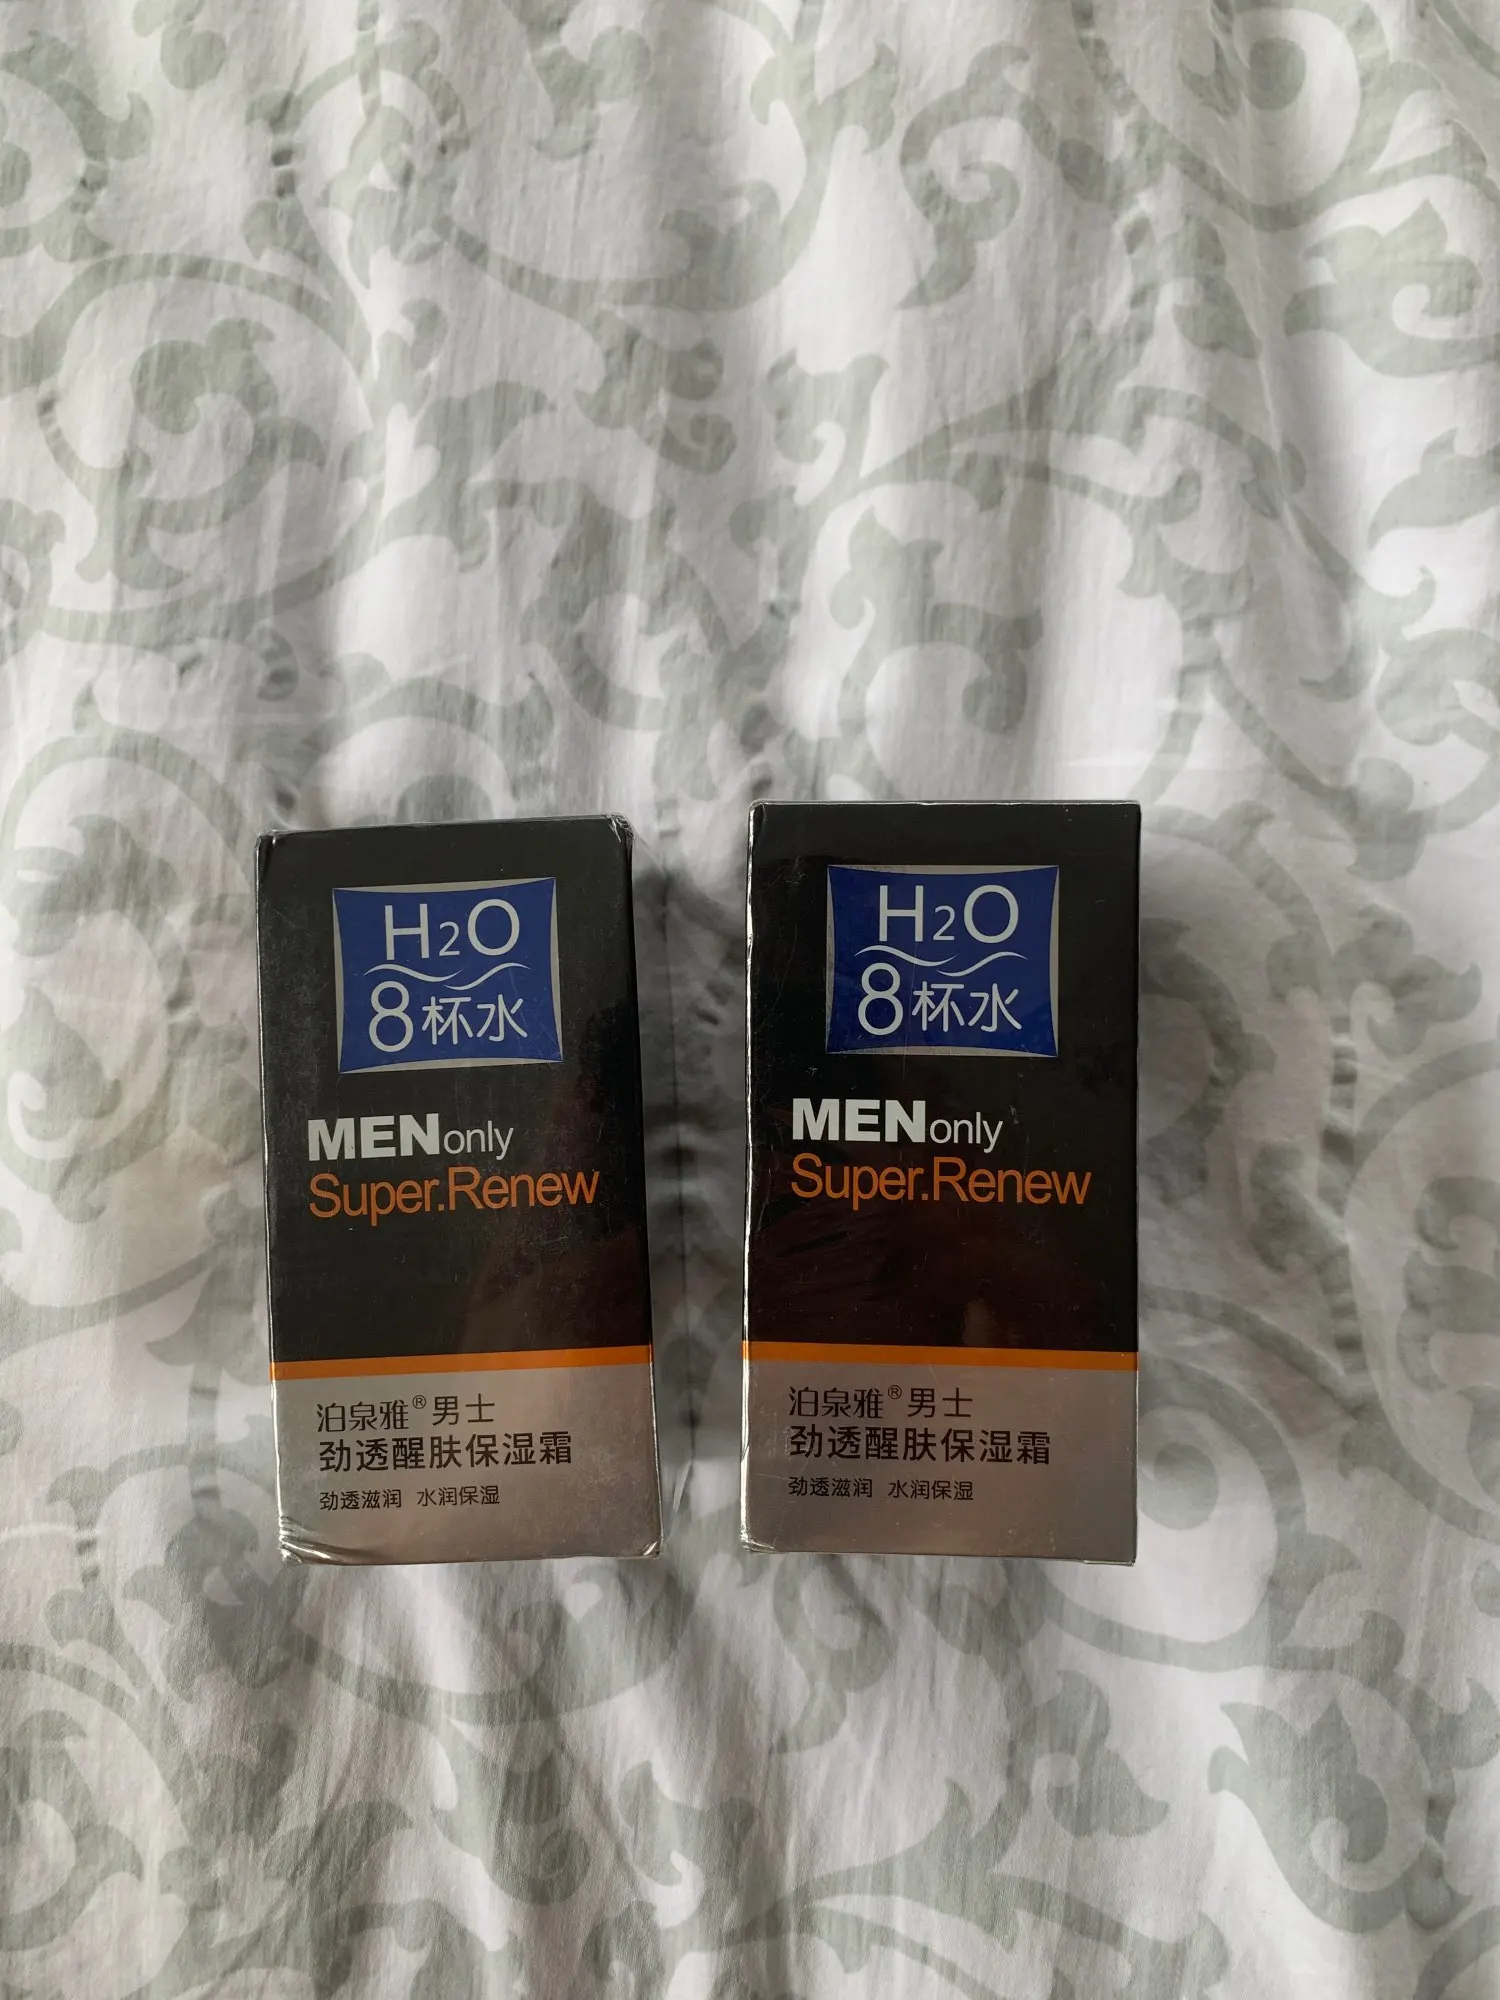 H2O
8杯水
MENonly
Super.Renew
泊泉雅®男士
劲透醒肤保湿霜
劲透滋润 水润保湿
H2O
8杯水
MENonly
Super.Renew
泊泉雅®男士
劲透醒肤保湿霜
劲透滋润 水润保湿